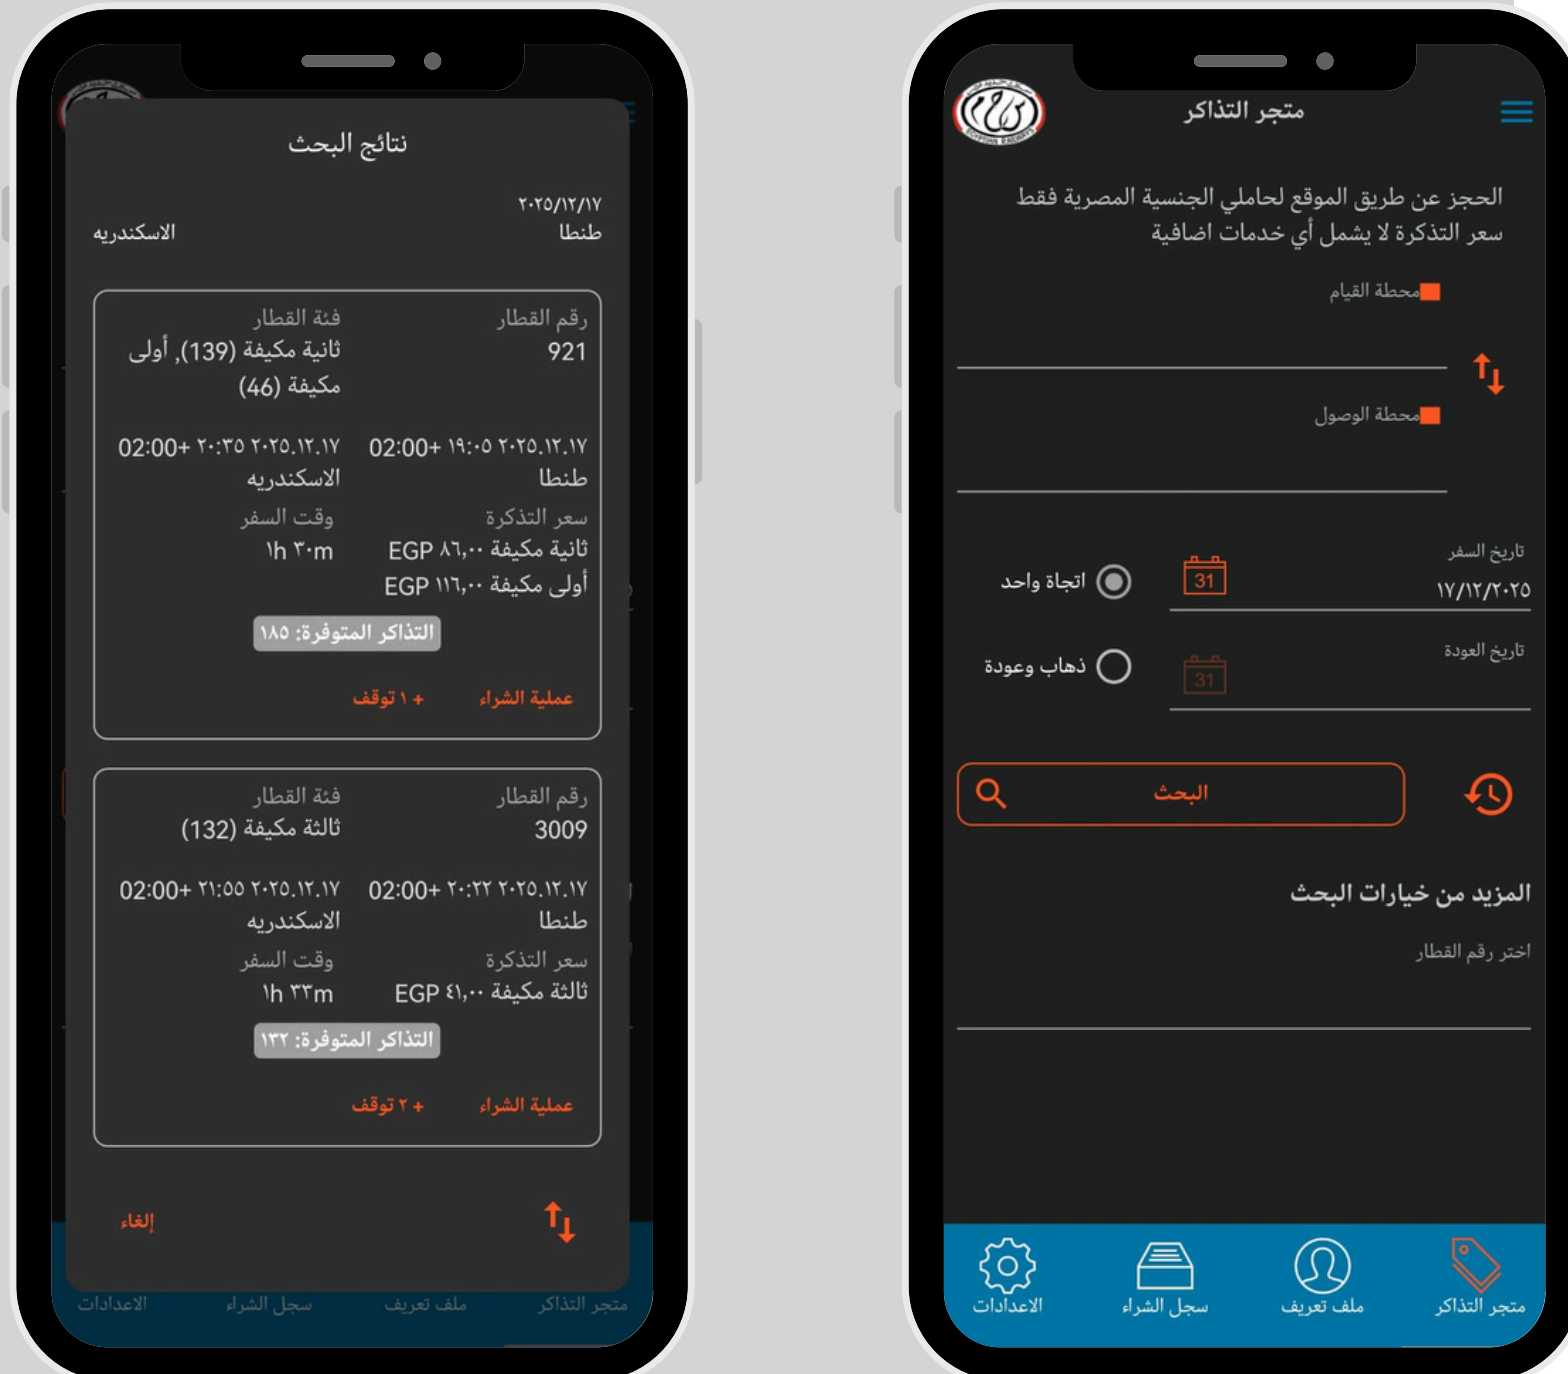 نتائج البحث
٢٠٢٥/١٢/١٧
طنطا
الاسكندريه
رقم القطار
921
فئة القطار
ثانية مكيفة (139), أولى
مكيفة (46)
٢٠٢٥.١٢.١٧ ١٩:٠٥ +02:00
طنطا
٢٠٢٥.١٢.١٧ ٢٠:٣٥ +02:00
الاسكندريه
سعر التذكرة
ثانية مكيفة ٨٦,٠٠ EGP
أولى مكيفة ١١٦,٠٠ EGP
وقت السفر
١h ٣٠m
التذاكر المتوفرة: ١٨٥
عملية الشراء
+ ١ توقف
رقم القطار
3009
فئة القطار
ثالثة مكيفة (132)
٢٠٢٥.١٢.١٧ ٢٠:٢٢ +02:00
طنطا
٢٠٢٥.١٢.١٧ ٢١:٥٥ +02:00
الاسكندريه
سعر التذكرة
ثالثة مكيفة ٤١,٠٠ EGP
وقت السفر
١h ٣٣m
التذاكر المتوفرة: ١٣٢
عملية الشراء
+ ٢ توقف
إلغاء
متجر التذاكر
ملف تعريف
سجل الشراء
الاعدادات
متجر التذاكر
EGYPTIAN RAILWAYS
الحجز عن طريق الموقع لحاملي الجنسية المصرية فقط
سعر التذكرة لا يشمل أي خدمات اضافية
محطة القيام
محطة الوصول
تاريخ السفر
١٧/١٢/٢٠٢٥
31
اتجاة واحد
تاريخ العودة
31
ذهاب وعودة
البحث
المزيد من خيارات البحث
اختر رقم القطار
متجر التذاكر
ملف تعريف
سجل الشراء
الاعدادات